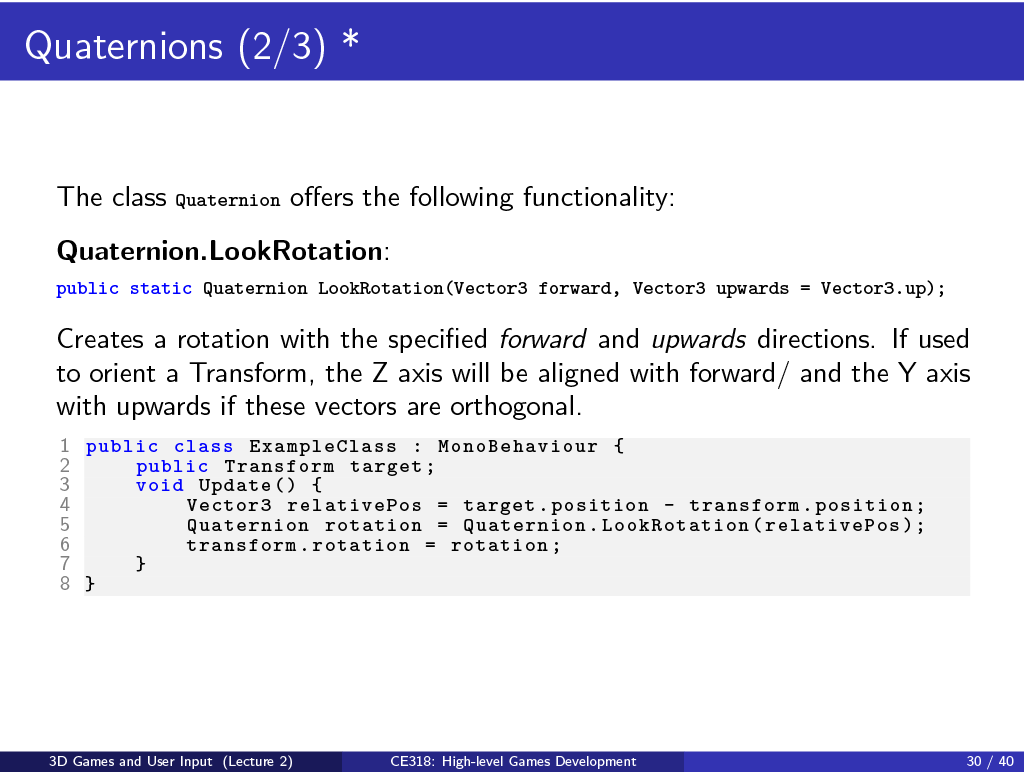 Quaternions (2/3) *
The class Quaternion offers the following functionality:
Quaternion.LookRotation:
public static Quaternion LookRotation(Vector3 forward, Vector3 upwards = Vector3.up);
Creates a rotation with the specified forward and upwards directions. If used
to orient a Transform, the Z axis will be aligned with forward/ and the Y axis
with upwards if these vectors are orthogonal.
1 public class ExampleClass : MonoBehaviour {
2     public Transform target;
3     void Update() {
4         Vector3 relativePos = target.position - transform.position;
5         Quaternion rotation = Quaternion.LookRotation(relativePos);
6         transform.rotation = rotation;
7     }
8 }
3D Games and User Input (Lecture 2) CE318: High-level Games Development 30 / 40